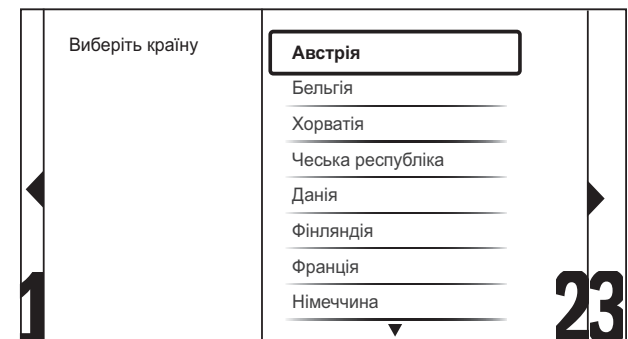 Виберіть країну
Австрія
Бельгія
Хорватія
Чеська республіка
Данія
Фінляндія
Франція
Німеччина
1
23